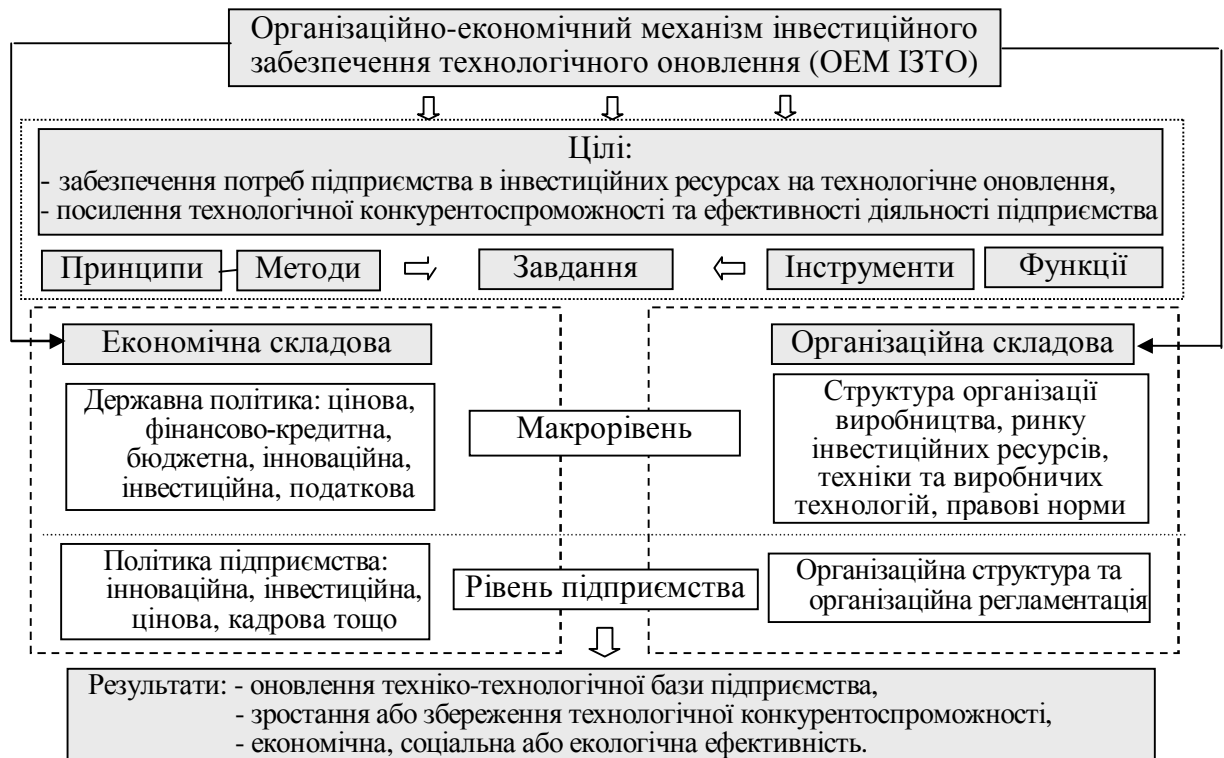 Організаційно-економічний механізм інвестиційного
забезпечення технологічного оновлення (ОЕМ ІЗТО)
Цілі:
- забезпечення потреб підприємства в інвестиційних ресурсах на технологічне оновлення,
- посилення технологічної конкурентоспроможності та ефективності діяльності підприємства
Принципи
Методи
Завдання
Інструменти
Функції
Економічна складова
Організаційна складова
Державна політика: цінова,
фінансово-кредитна,
бюджетна, інноваційна,
інвестиційна, податкова
Макрорівень
Структура організації
виробництва, ринку
інвестиційних ресурсів,
техніки та виробничих
технологій, правові норми
Політика підприємства:
інноваційна, інвестиційна,
цінова, кадрова тощо
Рівень підприємства
Організаційна структура та
організаційна регламентація
Результати: - оновлення техніко-технологічної бази підприємства,
- зростання або збереження технологічної конкурентоспроможності,
- економічна, соціальна або екологічна ефективність.